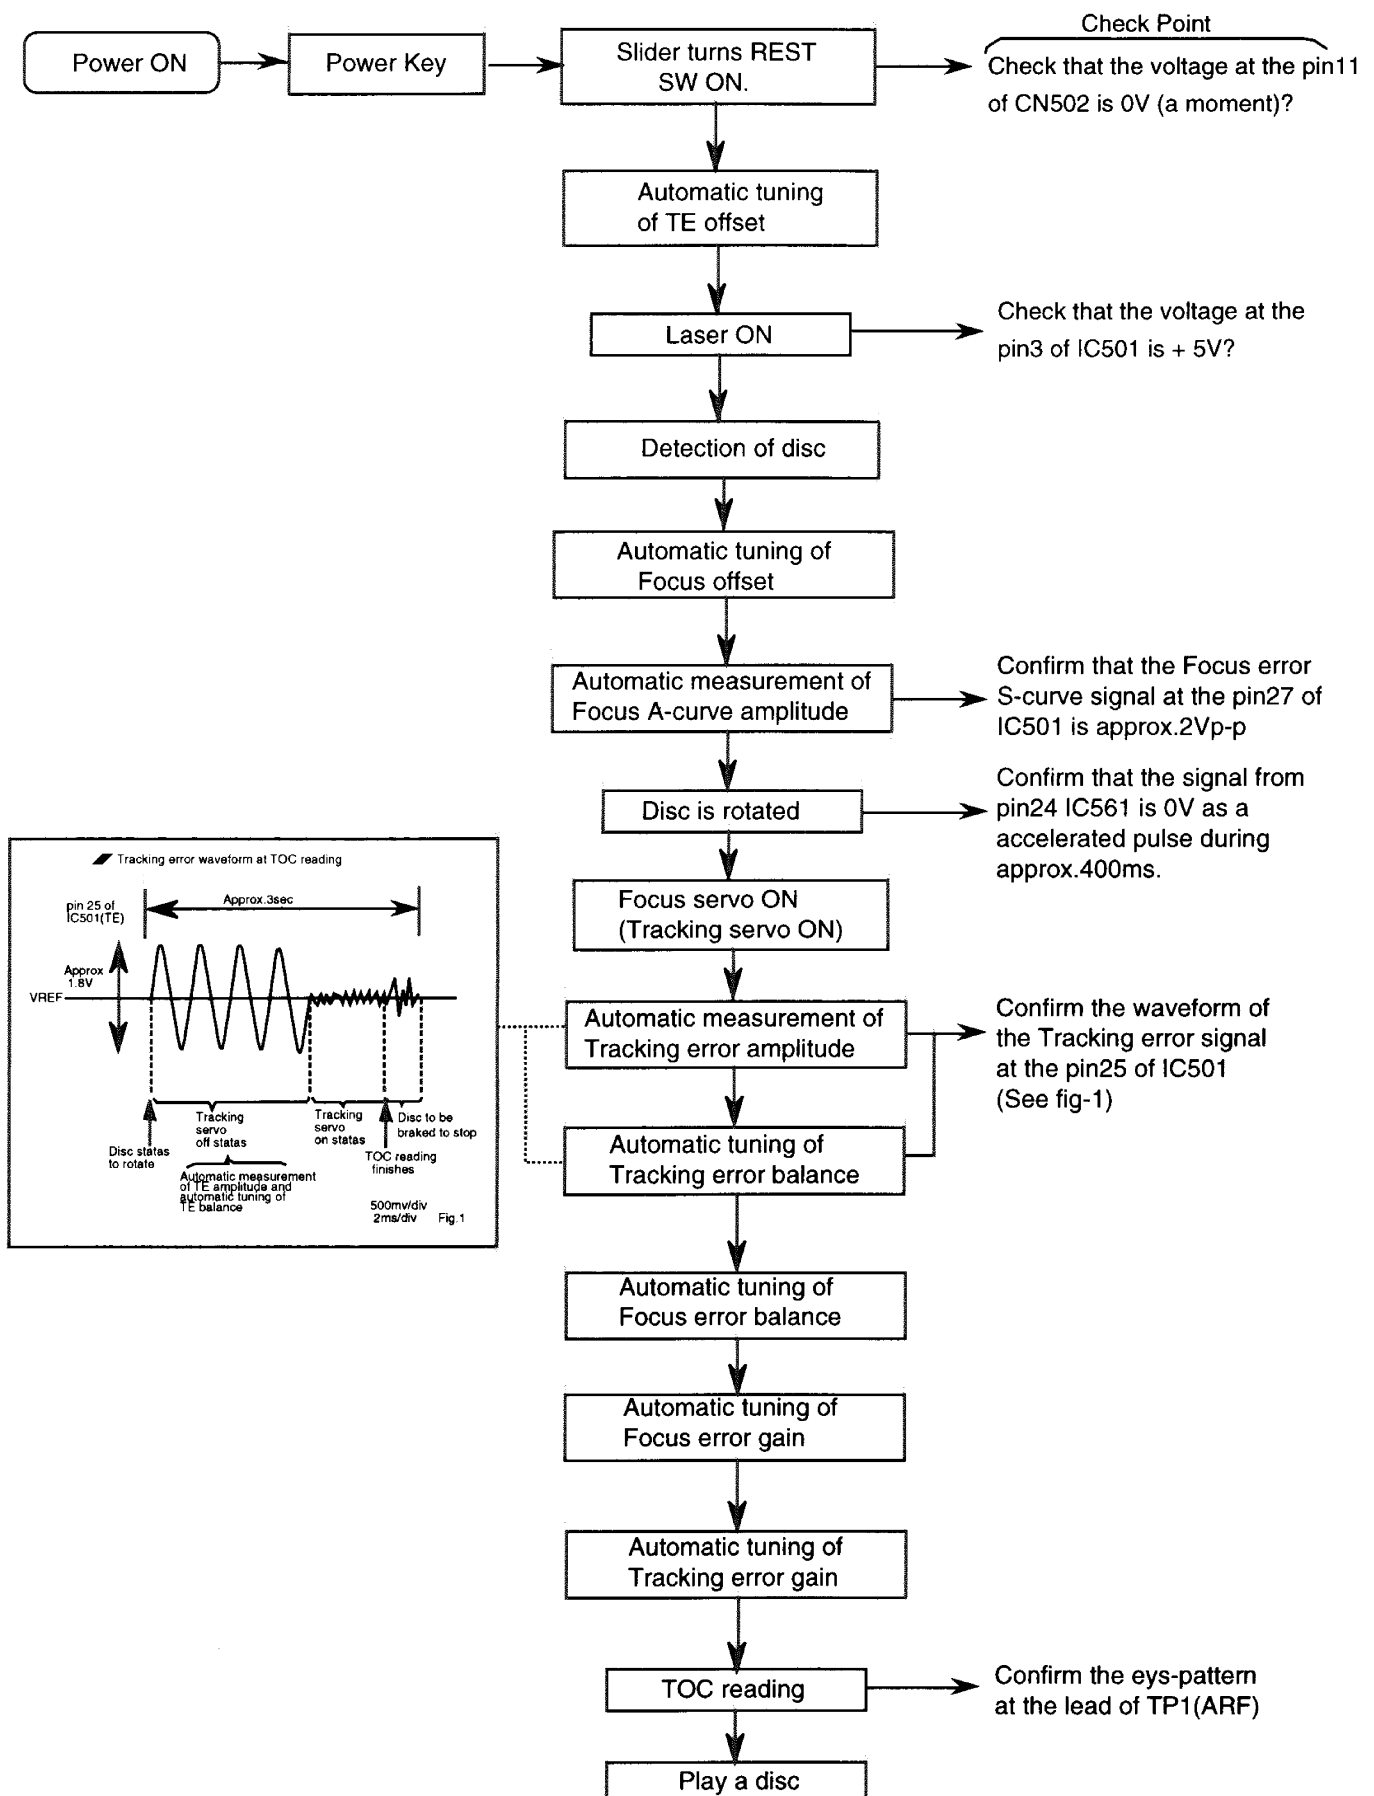 Check Point
Power ON
Power Key
Slider turns REST
SW ON.
Check that the voltage at the pin11
of CN502 is 0V (a moment)?
Automatic tuning
of TE offset
Laser ON
Check that the voltage at the
pin3 of IC501 is + 5V?
Detection of disc
Automatic tuning of
Focus offset
Automatic measurement of
Focus A-curve amplitude
Confirm that the Focus error
S-curve signal at the pin27 of
IC501 is approx.2Vp-p
Disc is rotated
Confirm that the signal from
pin24 IC561 is 0V as a
accelerated pulse during
approx.400ms.
Focus servo ON
(Tracking servo ON)
Tracking error waveform at TOC reading
pin 25 of
IC501(TE)
Approx.3sec
Approx
1.8V
VREF
Tracking
servo
off statas
Tracking
servo
on statas
Disc to be
braked to stop
Disc statas
to rotate
TOC reading
finishes
Automatic measurement
of TE amplitude and
automatic tuning of
TE balance
500mv/div
2ms/div
Fig.1
Automatic measurement of
Tracking error amplitude
Confirm the waveform of
the Tracking error signal
at the pin25 of IC501
(See fig-1)
Automatic tuning of
Tracking error balance
Automatic tuning of
Focus error balance
Automatic tuning of
Focus error gain
Automatic tuning of
Tracking error gain
TOC reading
Confirm the eys-pattern
at the lead of TP1(ARF)
Play a disc